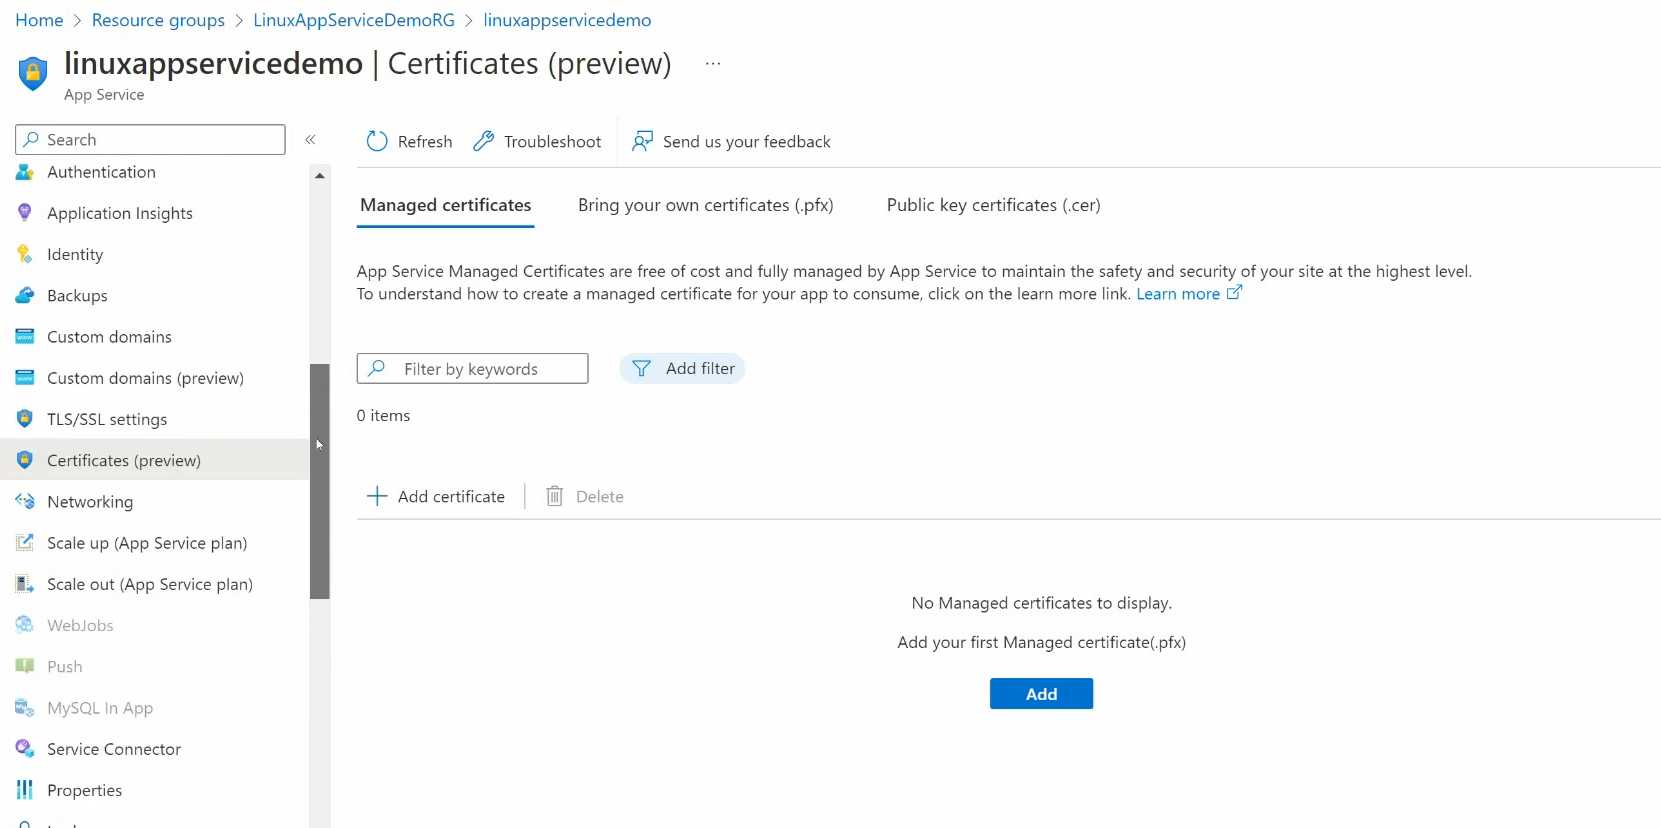 Home > Resource groups > LinuxAppServiceDemoRG > linuxappservicedemo
linuxappservicedemo | Certificates (preview) ...
App Service
Search «
Authentication
Application Insights
Identity
Backups
Custom domains
Custom domains (preview)
TLS/SSL settings
Certificates (preview)
Networking
Scale up (App Service plan)
Scale out (App Service plan)
WebJobs
Push
MySQL In App
Service Connector
Properties
Refresh Troubleshoot Send us your feedback
Managed certificates Bring your own certificates (.pfx) Public key certificates (.cer)
App Service Managed Certificates are free of cost and fully managed by App Service to maintain the safety and security of your site at the highest level.
To understand how to create a managed certificate for your app to consume, click on the learn more link. Learn more
Filter by keywords Add filter
0 items
Add certificate Delete
No Managed certificates to display.
Add your first Managed certificate(.pfx)
Add